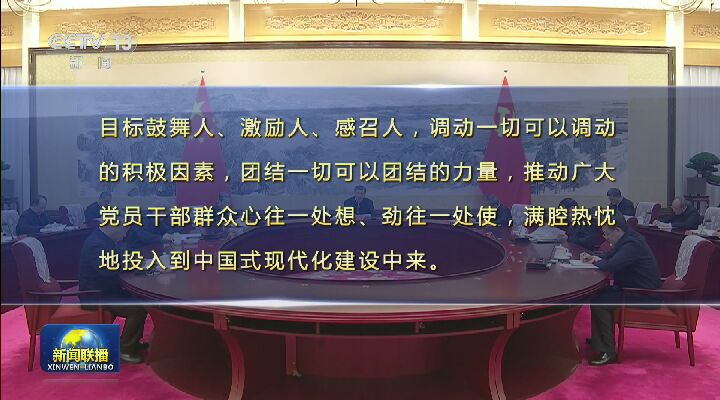 CCTV 13
新闻
目标鼓舞人、激励人、感召人，调动一切可以调动
的积极因素，团结一切可以团结的力量，推动广大
党员干部群众心往一处想、劲往一处使，满腔热忱
地投入到中国式现代化建设中来。
新闻联播
XINWEN-LIANBO